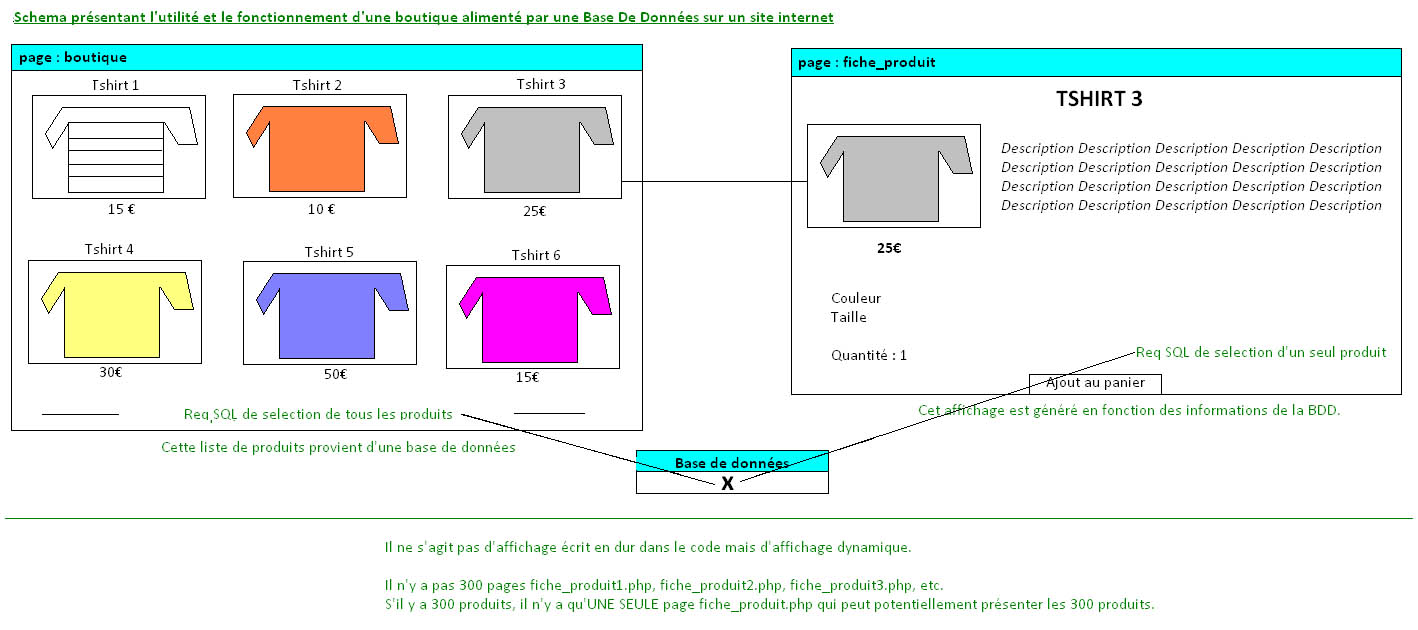 Schema présentant l'utilité et le fonctionnement d'une boutique alimenté par une Base De Données sur un site internet
page : boutique
Tshirt 1
Tshirt 2
Tshirt 3
15 €
10 €
25€
Tshirt 4
Tshirt 5
Tshirt 6
30€
50€
15€
Req SQL de selection de tous les produits
Cette liste de produits provient d'une base de données
page : fiche_produit
TSHIRT 3
Description Description Description Description Description
Description Description Description Description Description
Description Description Description Description Description
Description Description Description Description Description
25€
Couleur
Taille
Quantité : 1
Req SQL de selection d'un seul produit
Ajout au panier
Cet affichage est généré en fonction des informations de la BDD.
Base de données
X
Il ne s'agit pas d'affichage écrit en dur dans le code mais d'affichage dynamique.
Il n'y a pas 300 pages fiche_produit1.php, fiche_produit2.php, fiche_produit3.php, etc.
S'il y a 300 produits, il n'y a qu'UNE SEULE page fiche_produit.php qui peut potentiellement présenter les 300 produits.